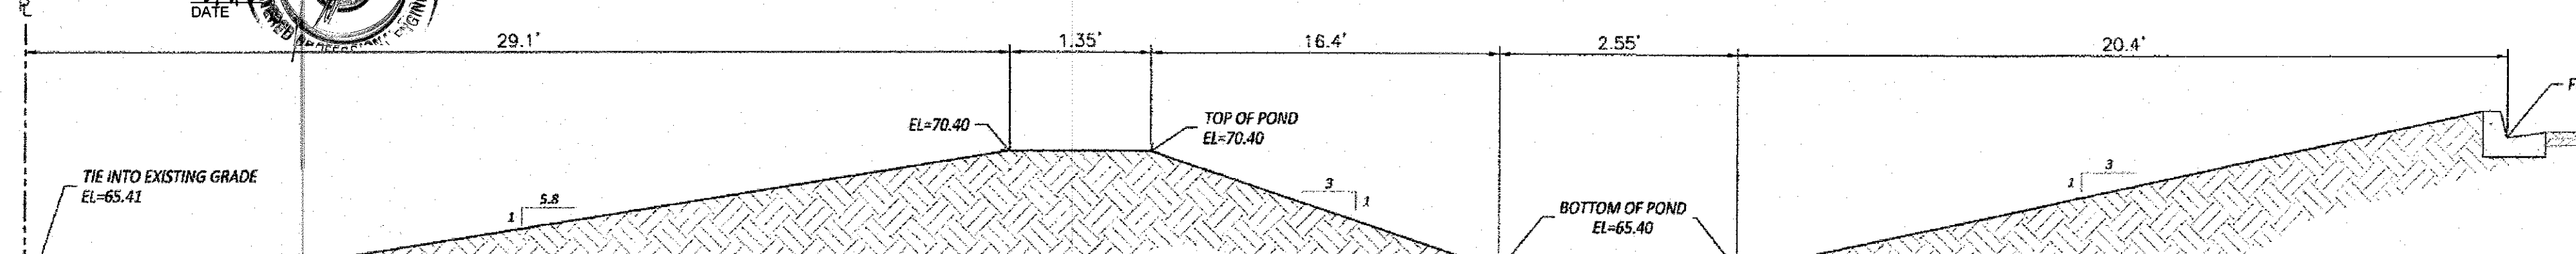 DATE
PROFESSIONAL ENGIN
29.1'
1.35'
16.4'
2.55'
20.4'
EL=70.40
TOP OF POND
EL=70.40
TIE INTO EXISTING GRADE
EL=65.41
1
5.8
3
1
BOTTOM OF POND
EL=65.40
1
3
F